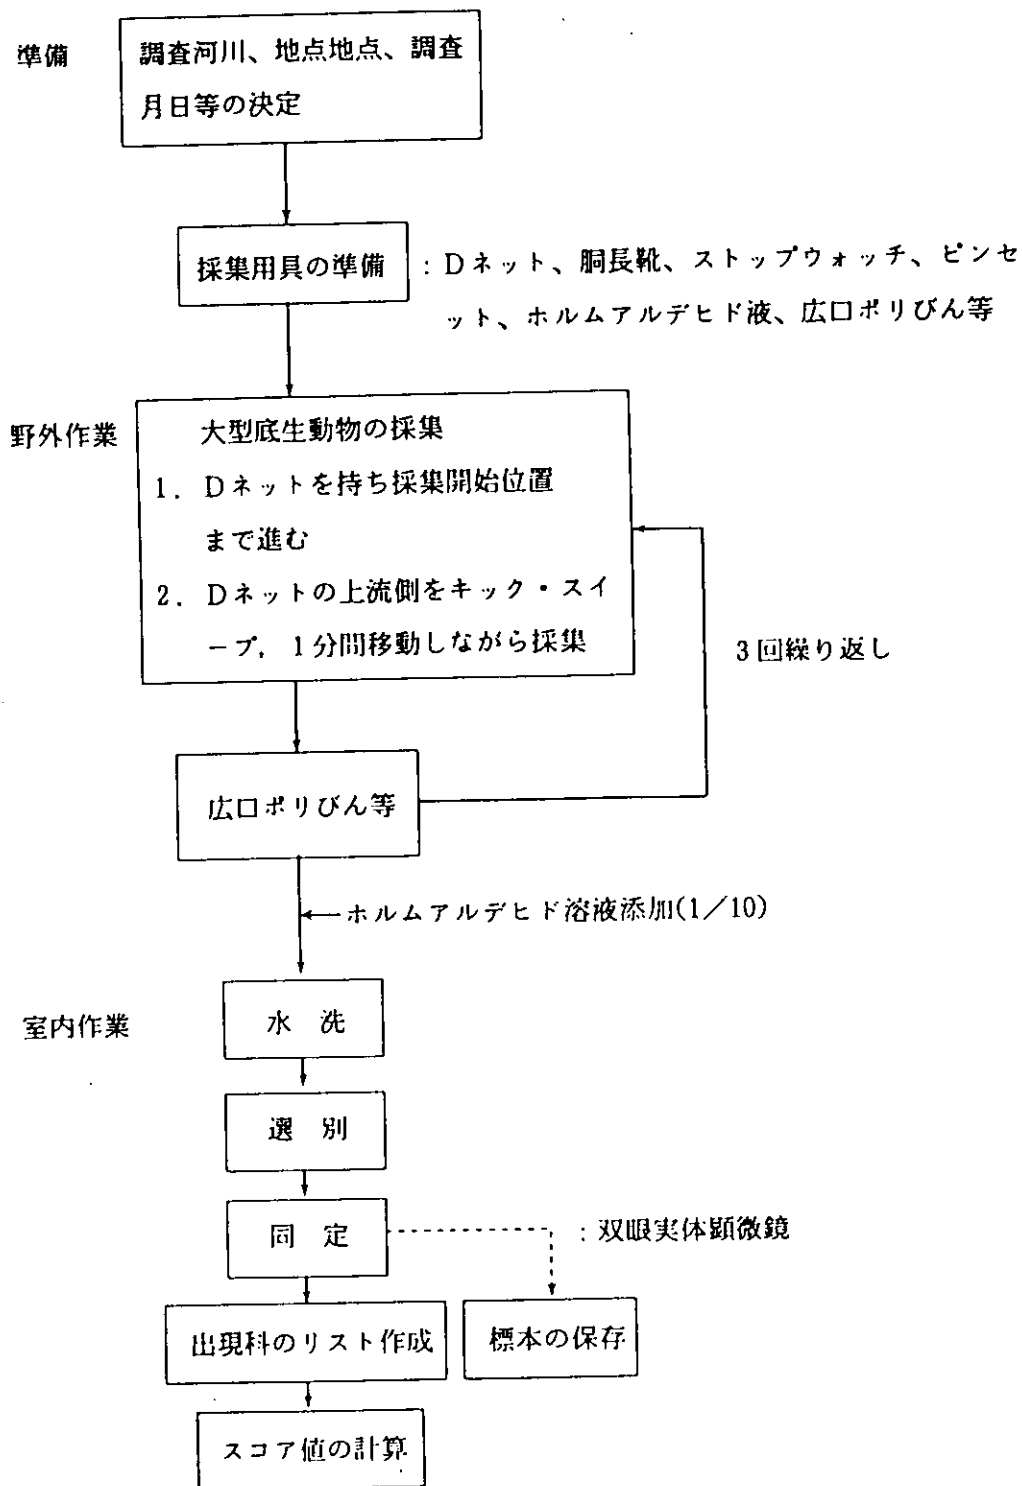 準備
調査河川、地点地点、調査
月日等の決定
採集用具の準備
:Dネット、胴長靴、ストップウォッチ、ピンセ
ット、ホルムアルデヒド液、広口ポリびん等
野外作業
大型底生動物の採集
1. Dネットを持ち採集開始位置
まで進む
2. Dネットの上流側をキック・スイ
ープ, 1分間移動しながら採集
3回繰り返し
広口ポリびん等
ホルムアルデヒド溶液添加(1/10)
室内作業
水 洗
選 別
同 定
:双眼実体顕微鏡
出現科のリスト作成
標本の保存
スコア値の計算